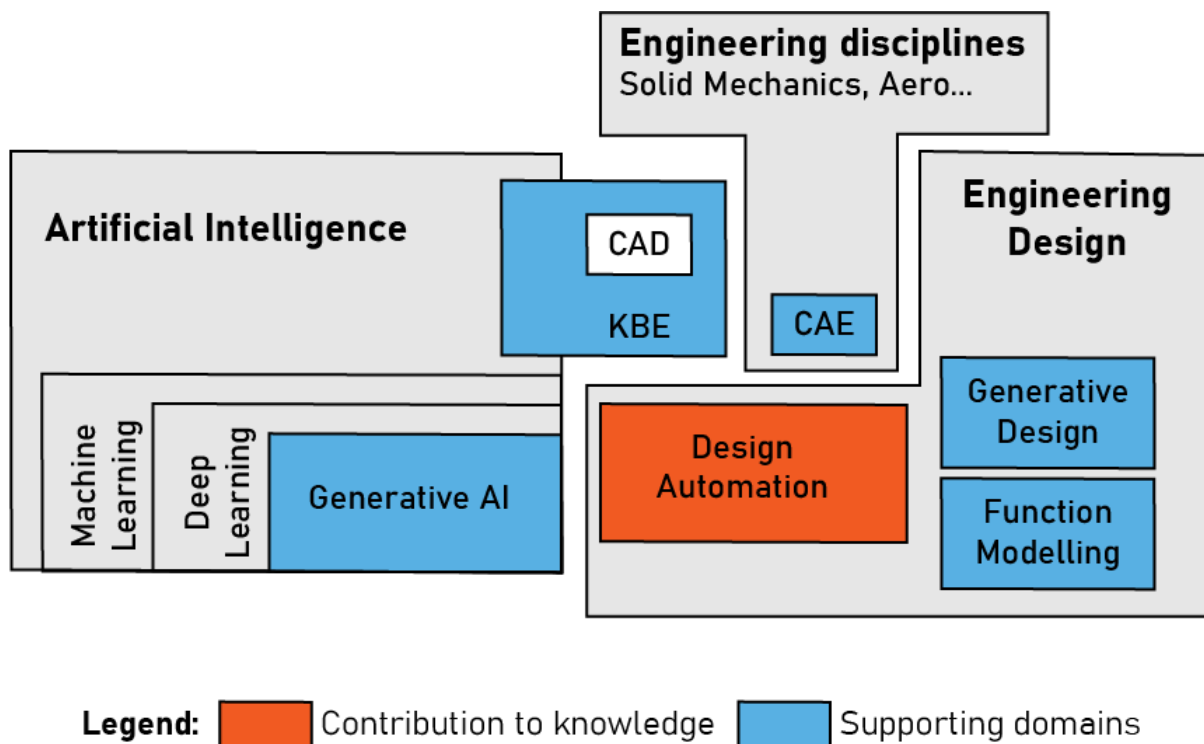 Engineering disciplines
Solid Mechanics, Aero...
Artificial Intelligence
CAD
KBE
CAE
Engineering
Design
Machine
Learning
Deep
Learning
Generative AI
Design
Automation
Generative
Design
Function
Modelling
Legend: Contribution to knowledge Supporting domains